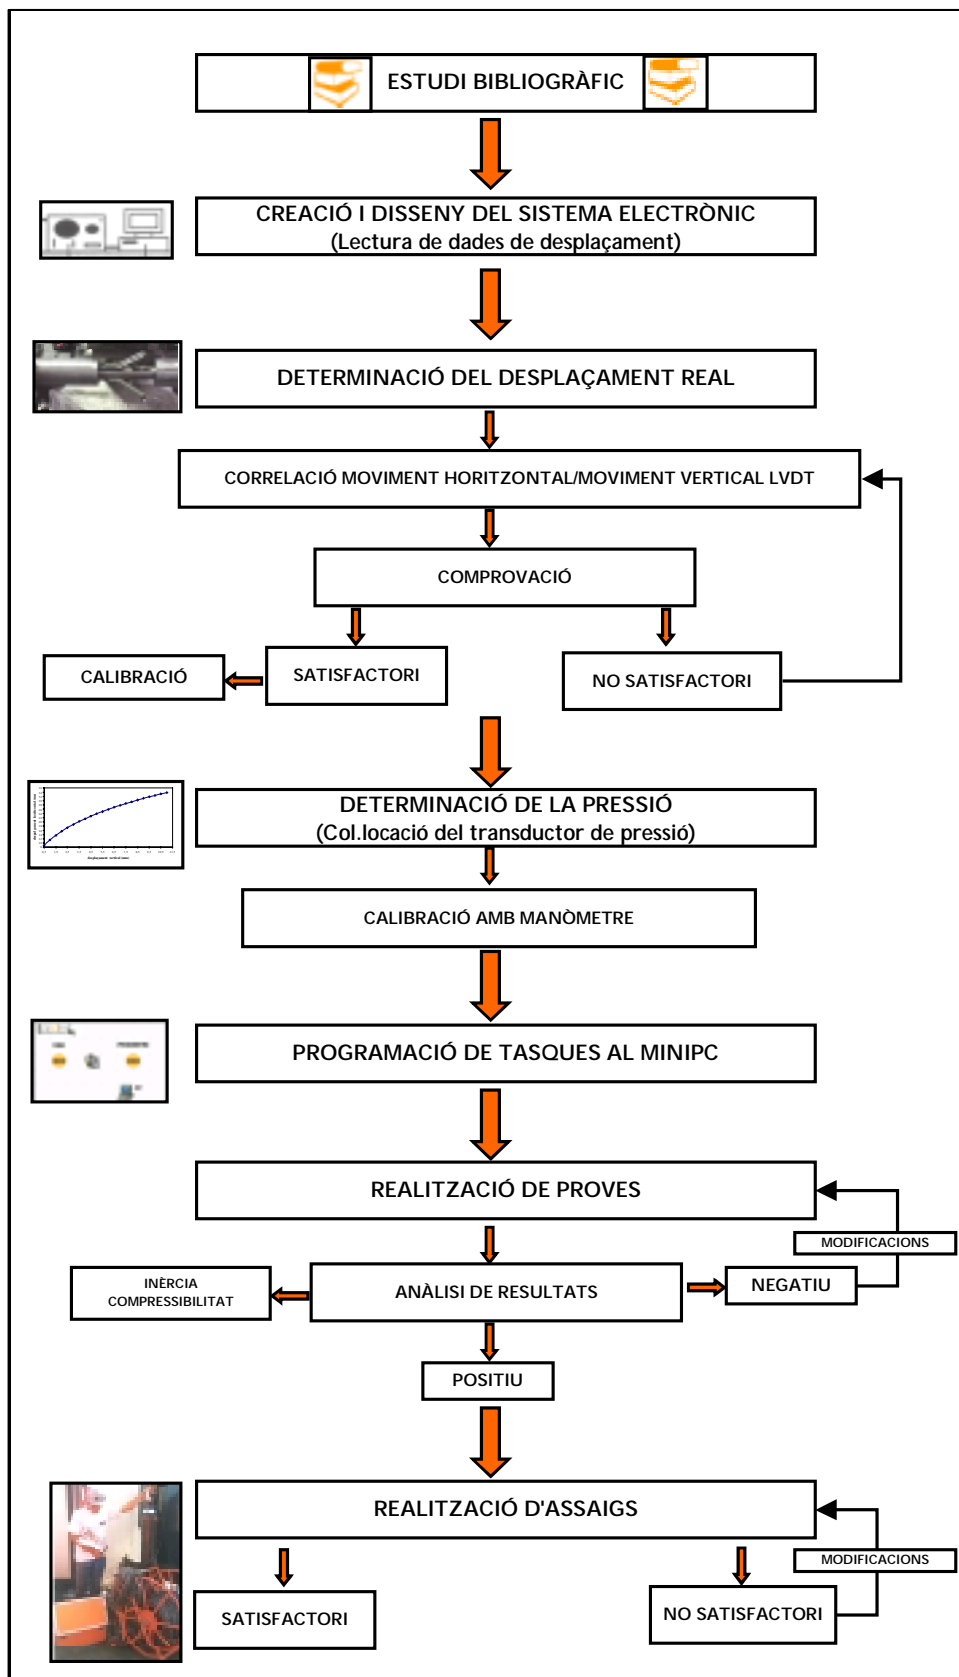 ESTUDI BIBLIOGRÀFIC
CREACIÓ I DISSENY DEL SISTEMA ELECTRÒNIC
(Lectura de dades de desplaçament)
DETERMINACIÓ DEL DESPLAÇAMENT REAL
CORRELACIÓ MOVIMENT HORITZONTAL/MOVIMENT VERTICAL LVDT
COMPROVACIÓ
CALIBRACIÓ
SATISFACTORI
NO SATISFACTORI
DETERMINACIÓ DE LA PRESSIÓ
(Col.locació del transductor de pressió)
CALIBRACIÓ AMB MANÒMETRE
PROGRAMACIÓ DE TASQUES AL MINIPC
REALITZACIÓ DE PROVES
MODIFICACIONS
INÈRCIA
COMPRESSIBILITAT
ANÀLISI DE RESULTATS
NEGATIU
POSITIU
REALITZACIÓ D'ASSAIGS
MODIFICACIONS
SATISFACTORI
NO SATISFACTORI